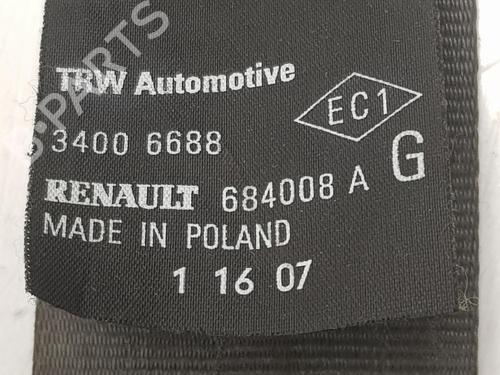 TRW Automotive
EC1
3400 6688
G
RENAULT 684008 A
MADE IN POLAND
1 16 07